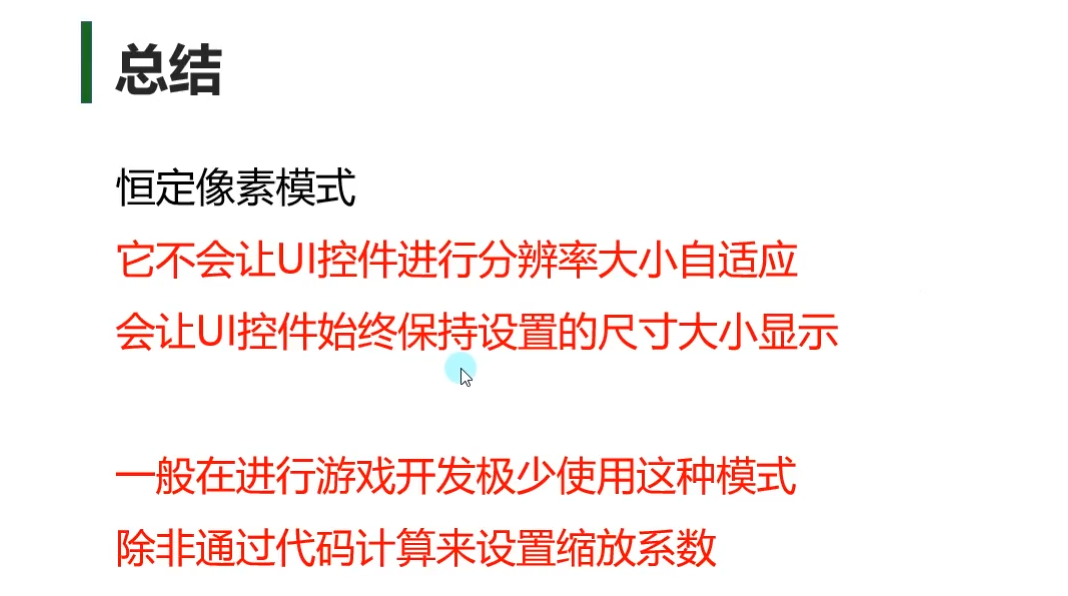 总结
恒定像素模式
它不会让UI控件进行分辨率大小自适应
会让UI控件始终保持设置的尺寸大小显示
一般在进行游戏开发极少使用这种模式
除非通过代码计算来设置缩放系数